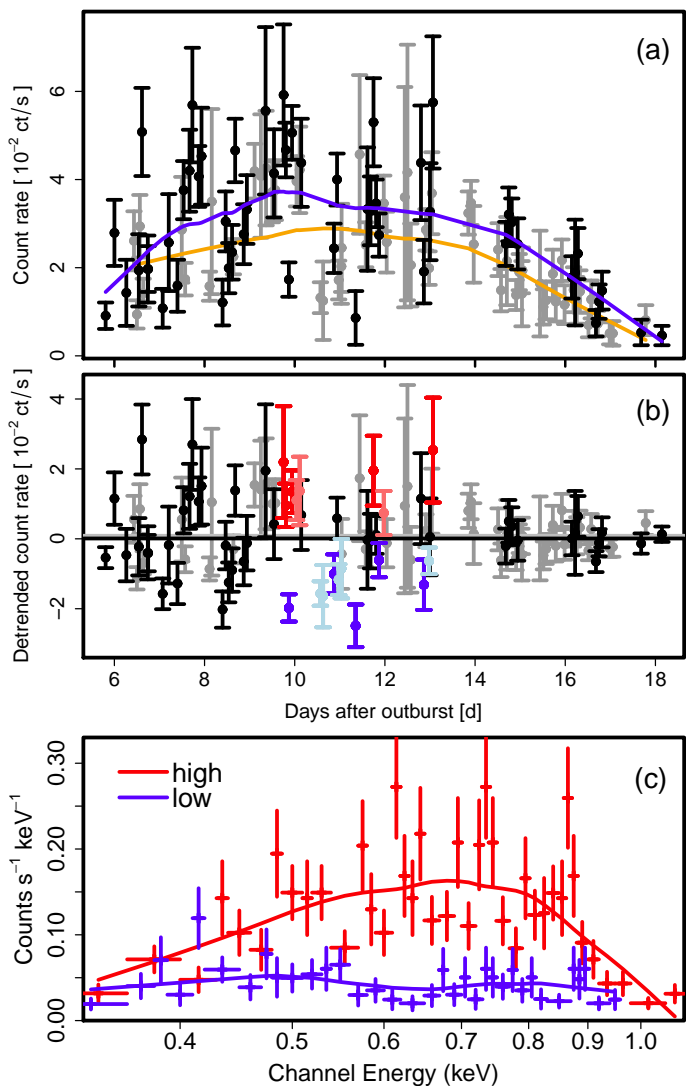 (a)
Count rate [ 10⁻² ct/s ]
6
4
2
0
(b)
Detrended count rate [ 10⁻² ct/s ]
4
2
0
−2
6 8 10 12 14 16 18
Days after outburst [d]
(c)
high
low
Counts s⁻¹ keV⁻¹
0.30
0.20
0.10
0.00
0.4 0.5 0.6 0.7 0.8 0.9 1.0
Channel Energy (keV)